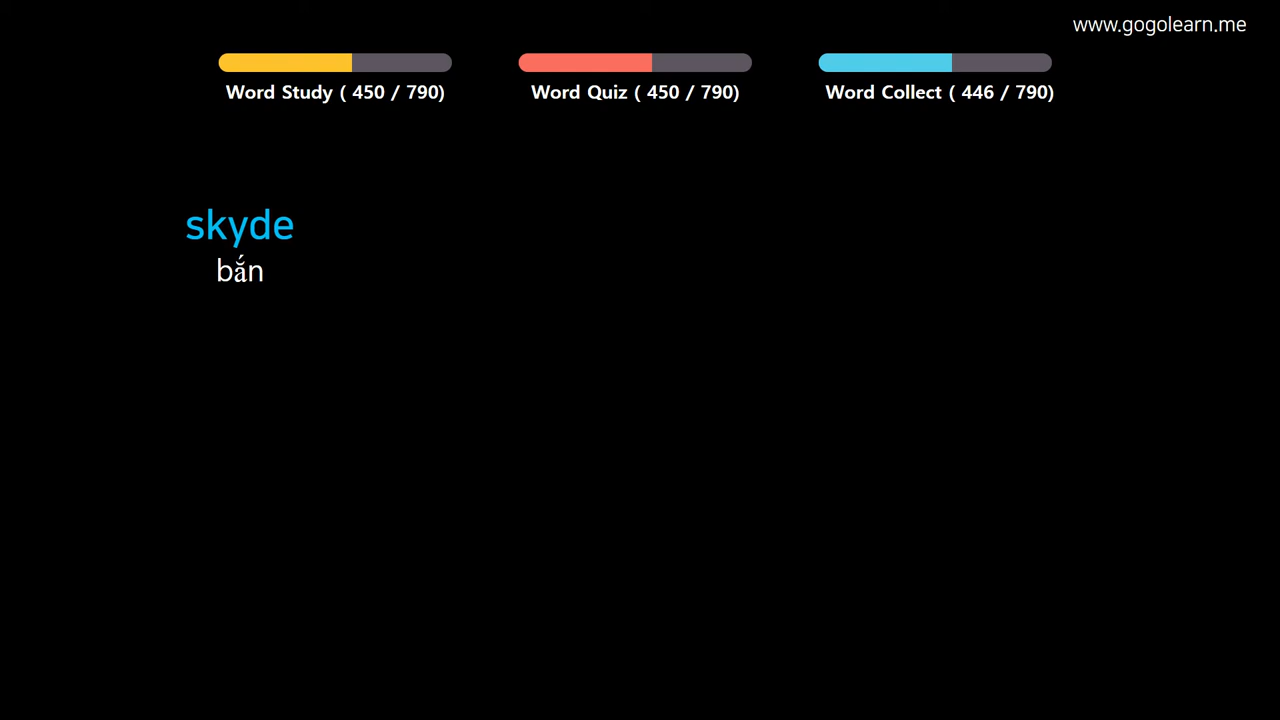 www.gogolearn.me
Word Study ( 450 / 790)
Word Quiz ( 450 / 790)
Word Collect ( 446 / 790)
skyde
bắn